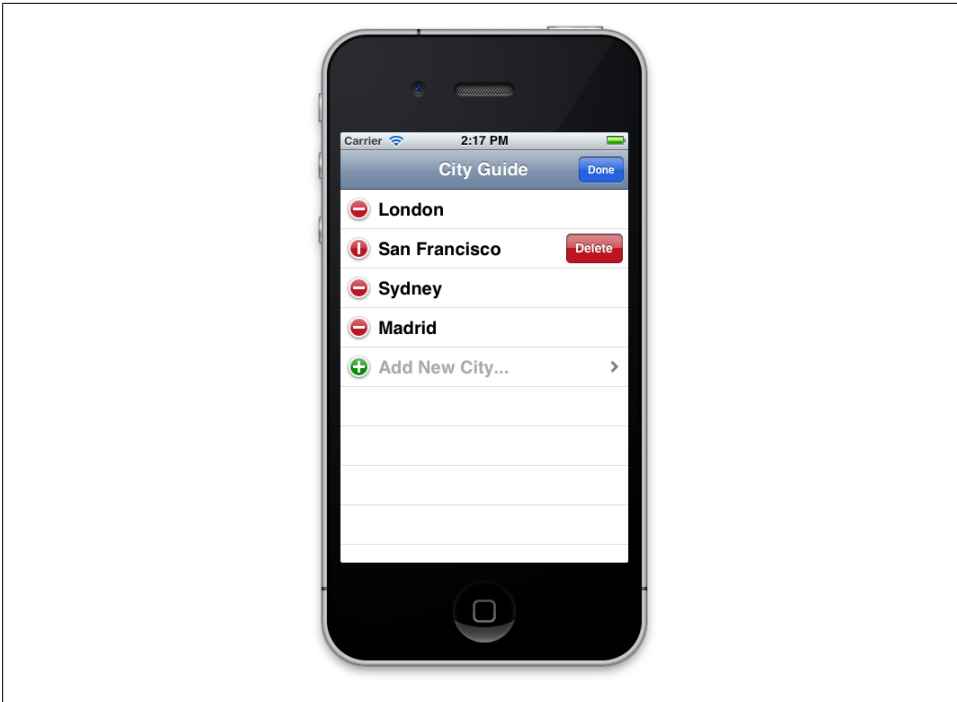 Carrier 2:17 PM
City Guide Done
London
San Francisco Delete
Sydney
Madrid
Add New City...